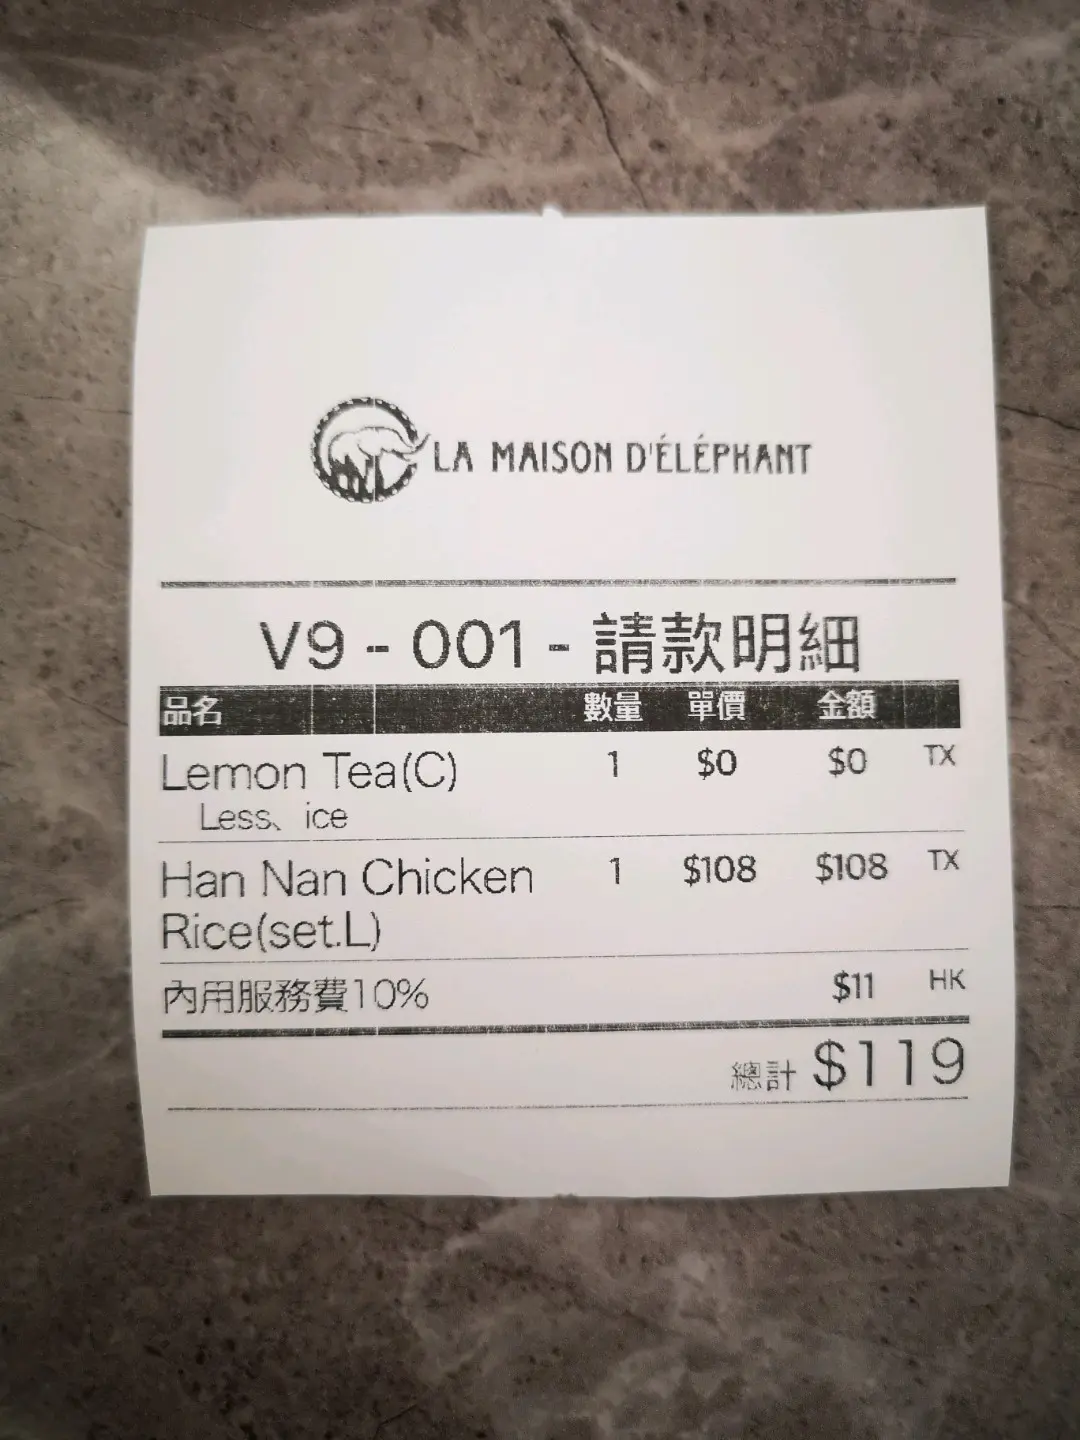 LA MAISON D'ÉLÉPHANT
V9 - 001 - 請款明細
品名 數量 單價 金額
Lemon Tea(C) 1 $0 $0 TX
Less、ice
Han Nan Chicken 1 $108 $108 TX
Rice(set.L)
內用服務費10% $11 HK
總計 $119